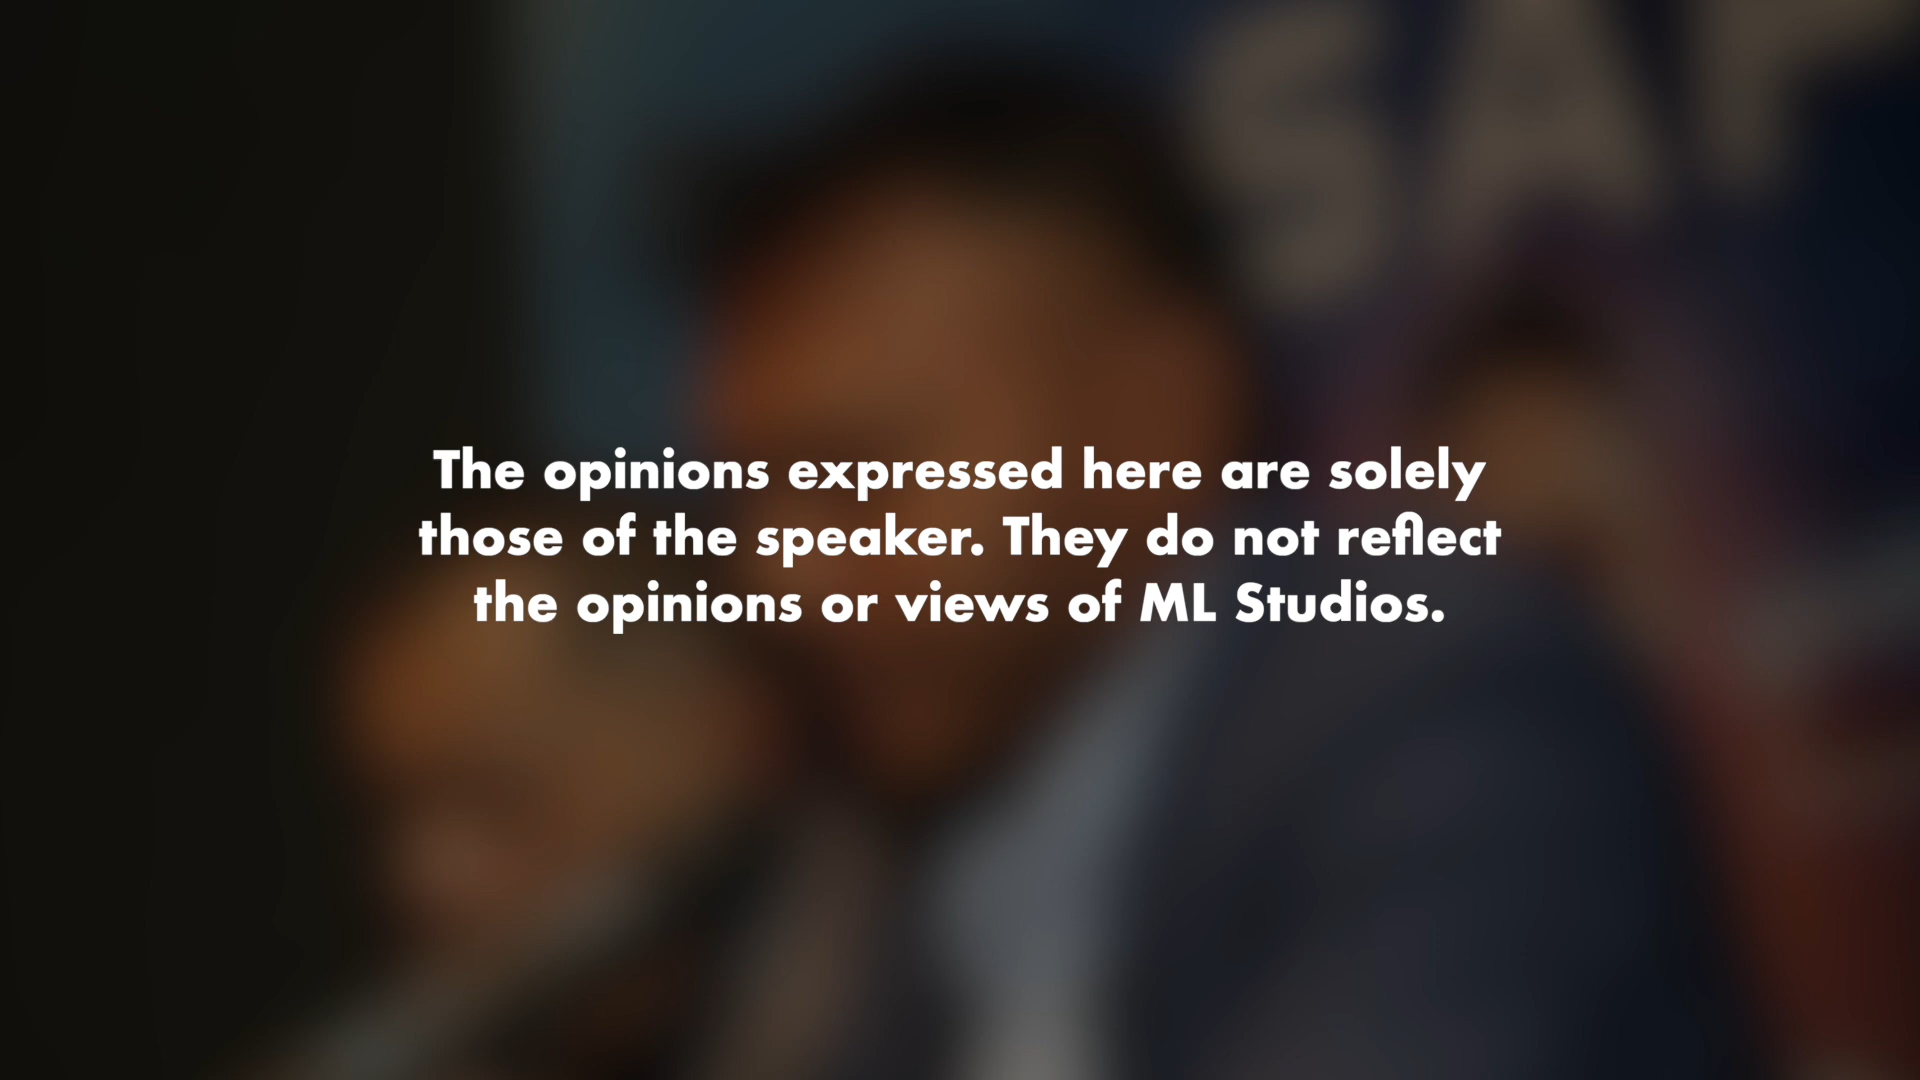 SAF
The opinions expressed here are solely
those of the speaker. They do not reflect
the opinions or views of ML Studios.